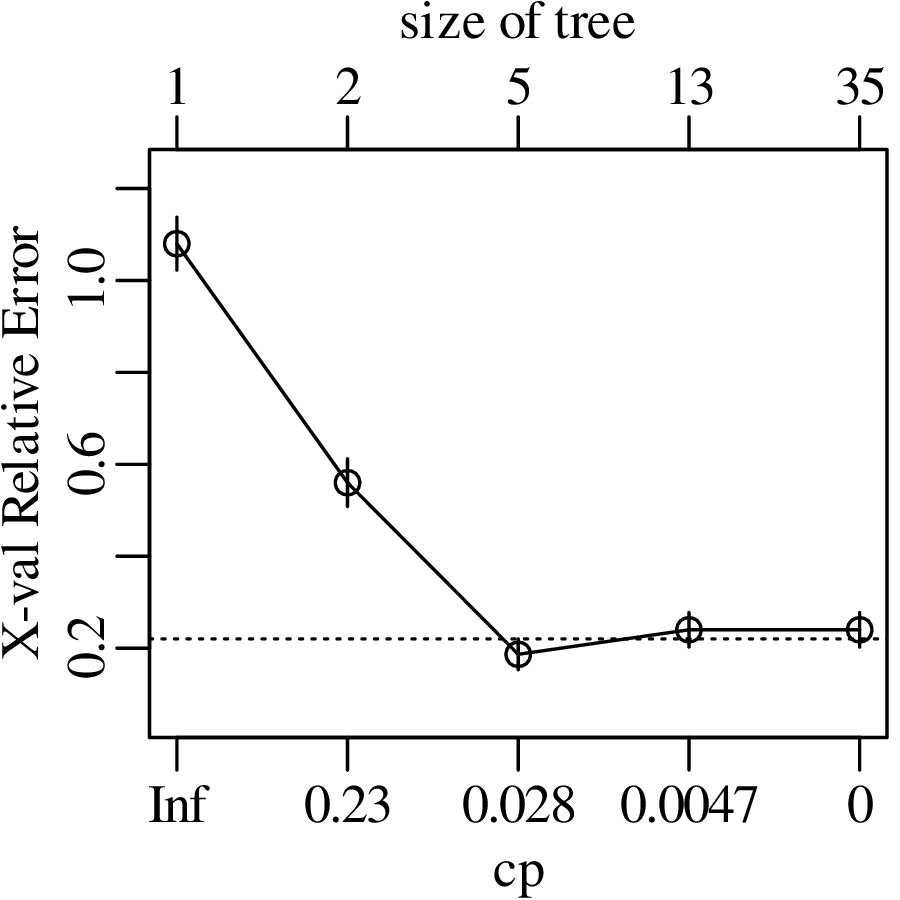 size of tree
1 2 5 13 35
X-val Relative Error
1.0
0.6
0.2
Inf 0.23 0.028 0.0047 0
cp